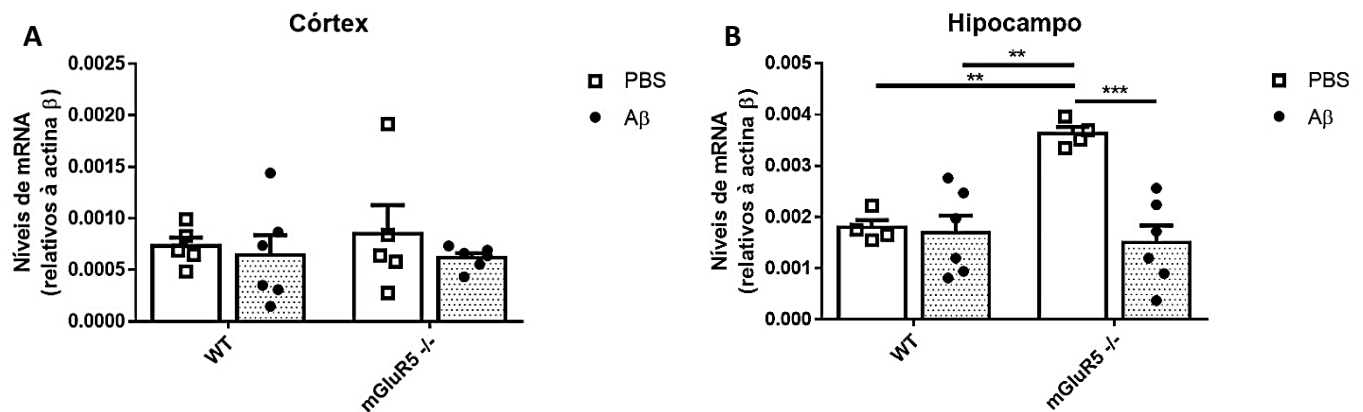 A
Córtex
Níveis de mRNA
(relativos à actina β)
0.0025
0.0020
0.0015
0.0010
0.0005
0.0000
WT
mGluR5 -/-
PBS
Aβ
B
Hipocampo
Níveis de mRNA
(relativos à actina β)
0.005
0.004
0.003
0.002
0.001
0.000
**
**
***
WT
mGluR5 -/-
PBS
Aβ